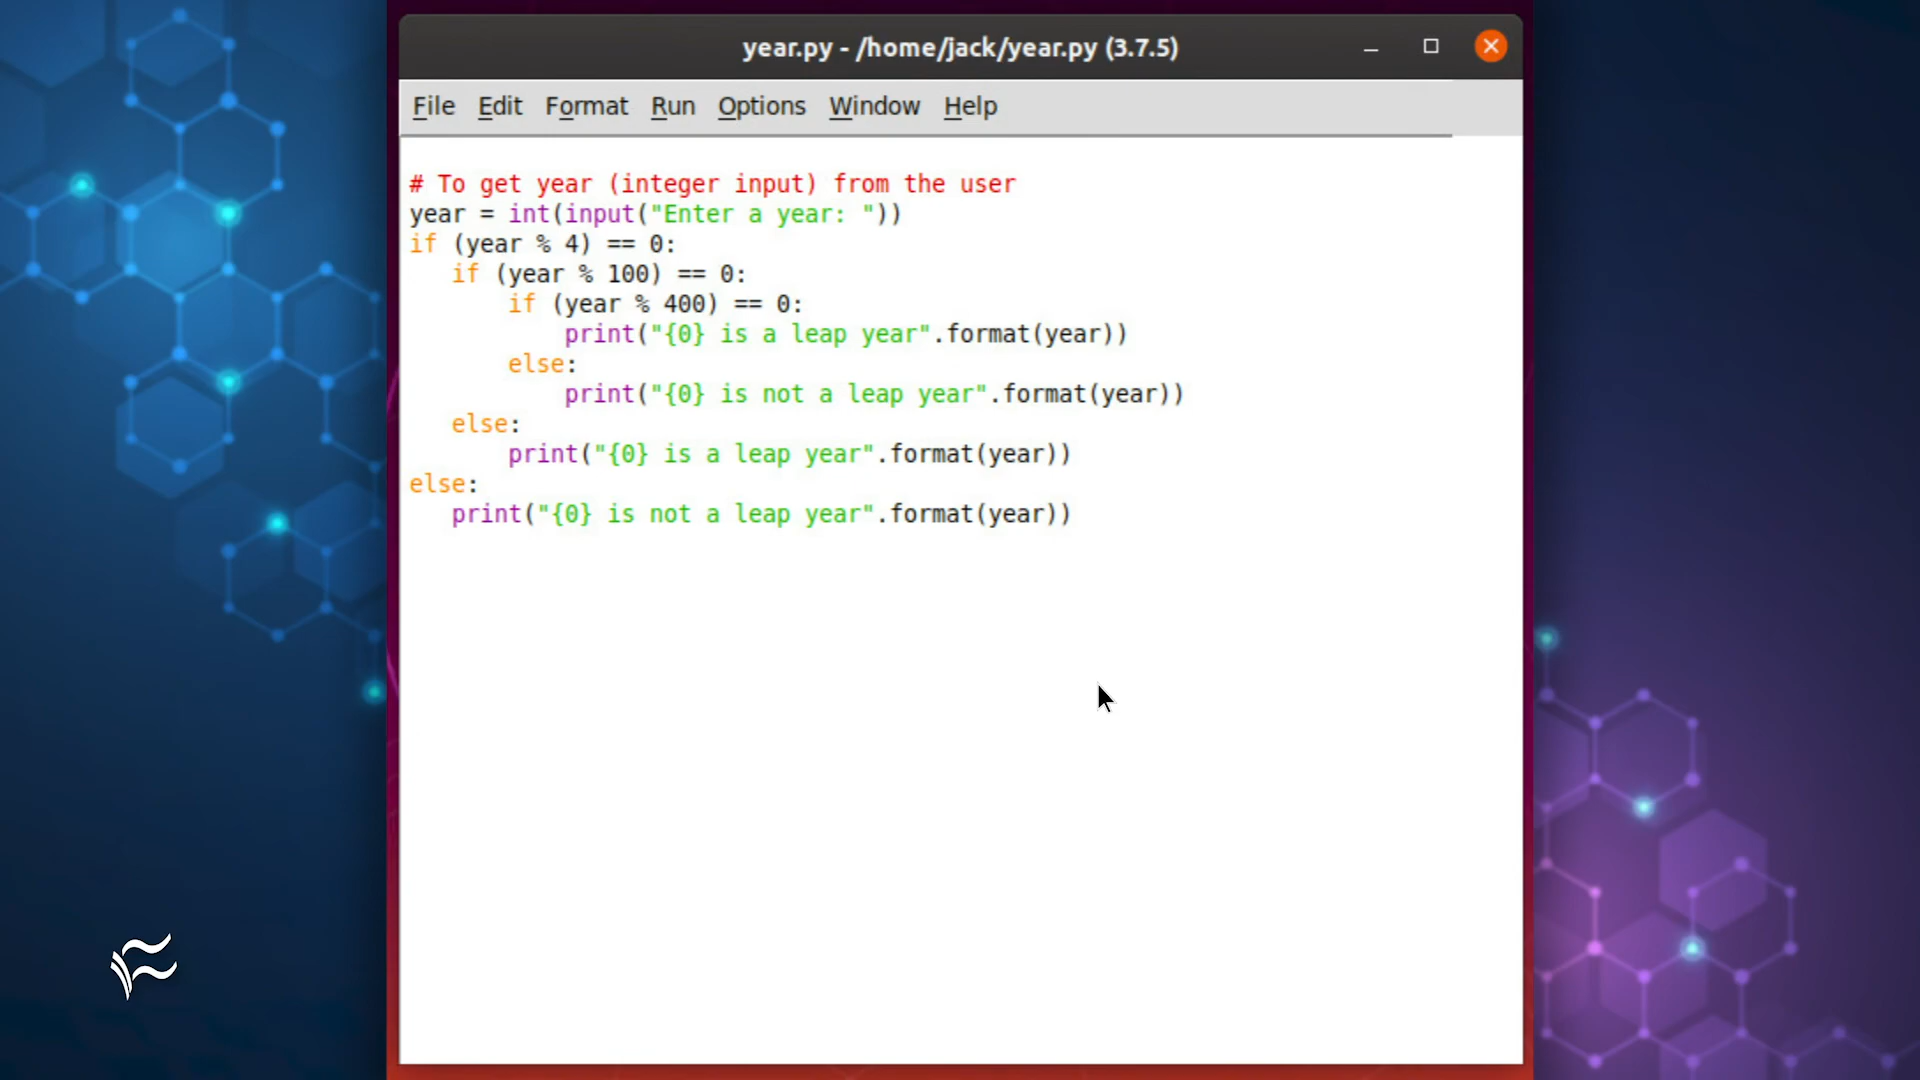 year.py - /home/jack/year.py (3.7.5)
File Edit Format Run Options Window Help
# To get year (integer input) from the user
year = int(input("Enter a year: "))
if (year % 4) == 0:
   if (year % 100) == 0:
       if (year % 400) == 0:
           print("{0} is a leap year".format(year))
       else:
           print("{0} is not a leap year".format(year))
   else:
       print("{0} is a leap year".format(year))
else:
   print("{0} is not a leap year".format(year))